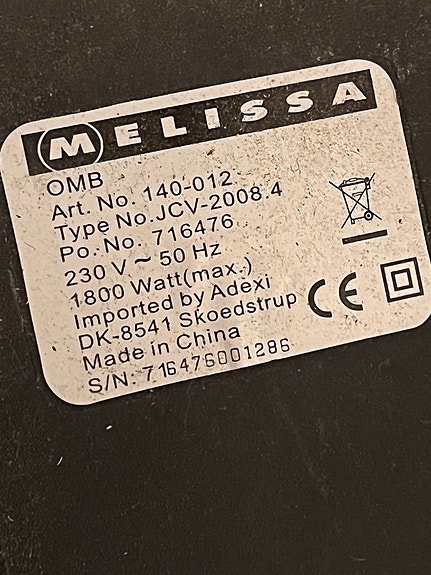 MELISSA
OMB
Art. No. 140-012
Type No. JCV-2008.4
Po. No. 716476
230 V ~ 50 Hz
1800 Watt(max.)
Imported by Adexi
DK-8541 Skoedstrup
Made in China
S/N: 716476001286
CE